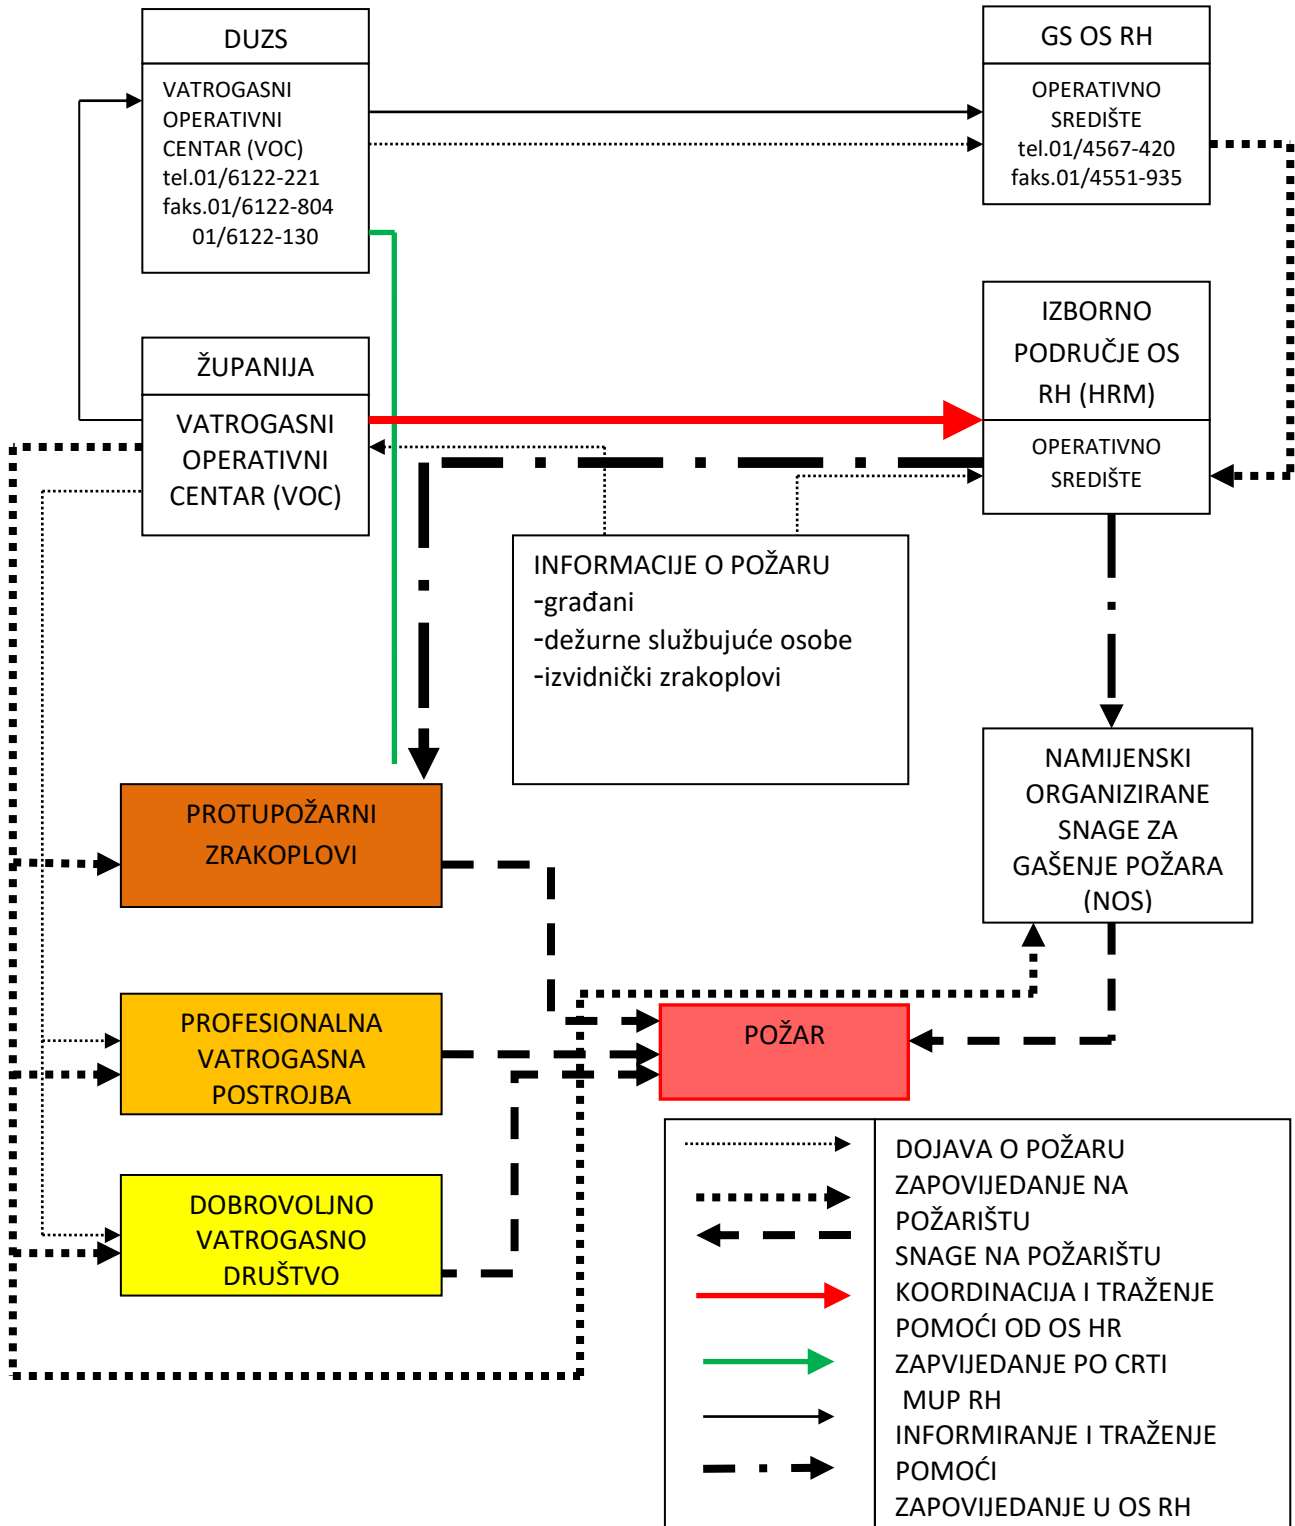 DUZS
VATROGASNI
OPERATIVNI
CENTAR (VOC)
tel.01/6122-221
faks.01/6122-804
01/6122-130
GS OS RH
OPERATIVNO
SREDIŠTE
tel.01/4567-420
faks.01/4551-935
ŽUPANIJA
VATROGASNI
OPERATIVNI
CENTAR (VOC)
IZBORNO
PODRUČJE OS
RH (HRM)
OPERATIVNO
SREDIŠTE
INFORMACIJE O POŽARU
-građani
-dežurne službujuće osobe
-izvidnički zrakoplovi
PROTUPOŽARNI
ZRAKOPLOVI
NAMIJENSKI
ORGANIZIRANE
SNAGE ZA
GAŠENJE POŽARA
(NOS)
PROFESIONALNA
VATROGASNA
POSTROJBA
POŽAR
DOBROVOLJNO
VATROGASNO
DRUŠTVO
DOJAVA O POŽARU
ZAPOVIJEDANJE NA
POŽARIŠTU
SNAGE NA POŽARIŠTU
KOORDINACIJA I TRAŽENJE
POMOĆI OD OS HR
ZAPVIJEDANJE PO CRTI
MUP RH
INFORMIRANJE I TRAŽENJE
POMOĆI
ZAPOVIJEDANJE U OS RH